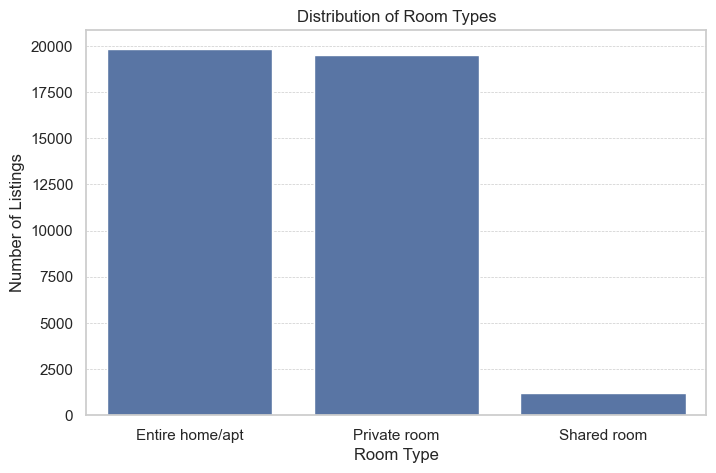 Distribution of Room Types
20000
17500
15000
12500
10000
7500
5000
2500
0
Number of Listings
Entire home/apt
Private room
Shared room
Room Type